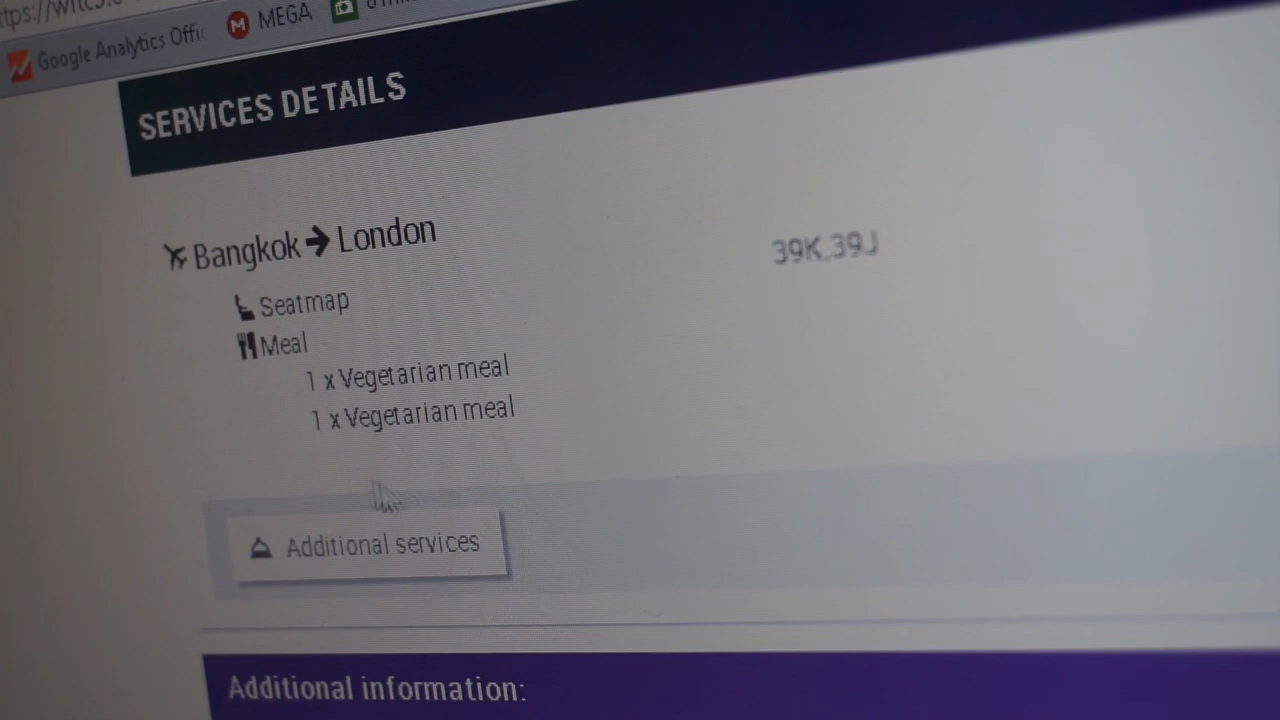 Google Analytics Offi
MEGA
SERVICES DETAILS
Bangkok → London
39K,39J
Seatmap
Meal
1 x Vegetarian meal
1 x Vegetarian meal
Additional services
Additional information: